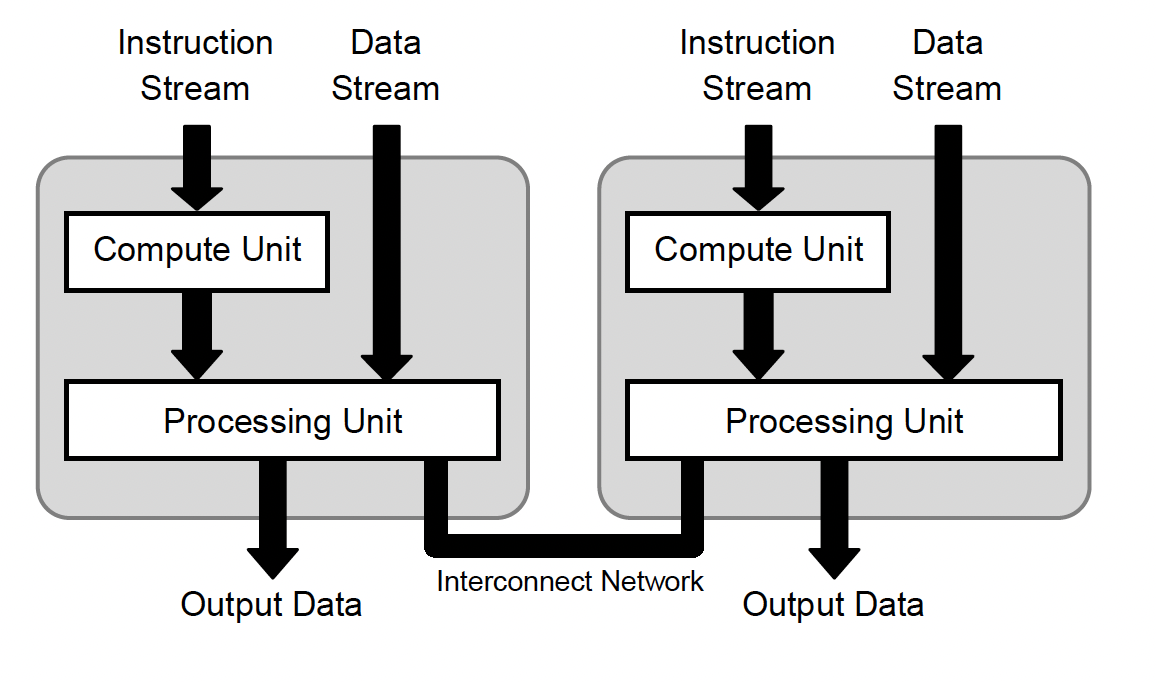 Instruction
Stream
Data
Stream
Instruction
Stream
Data
Stream
Compute Unit
Compute Unit
Processing Unit
Processing Unit
Interconnect Network
Output Data
Output Data